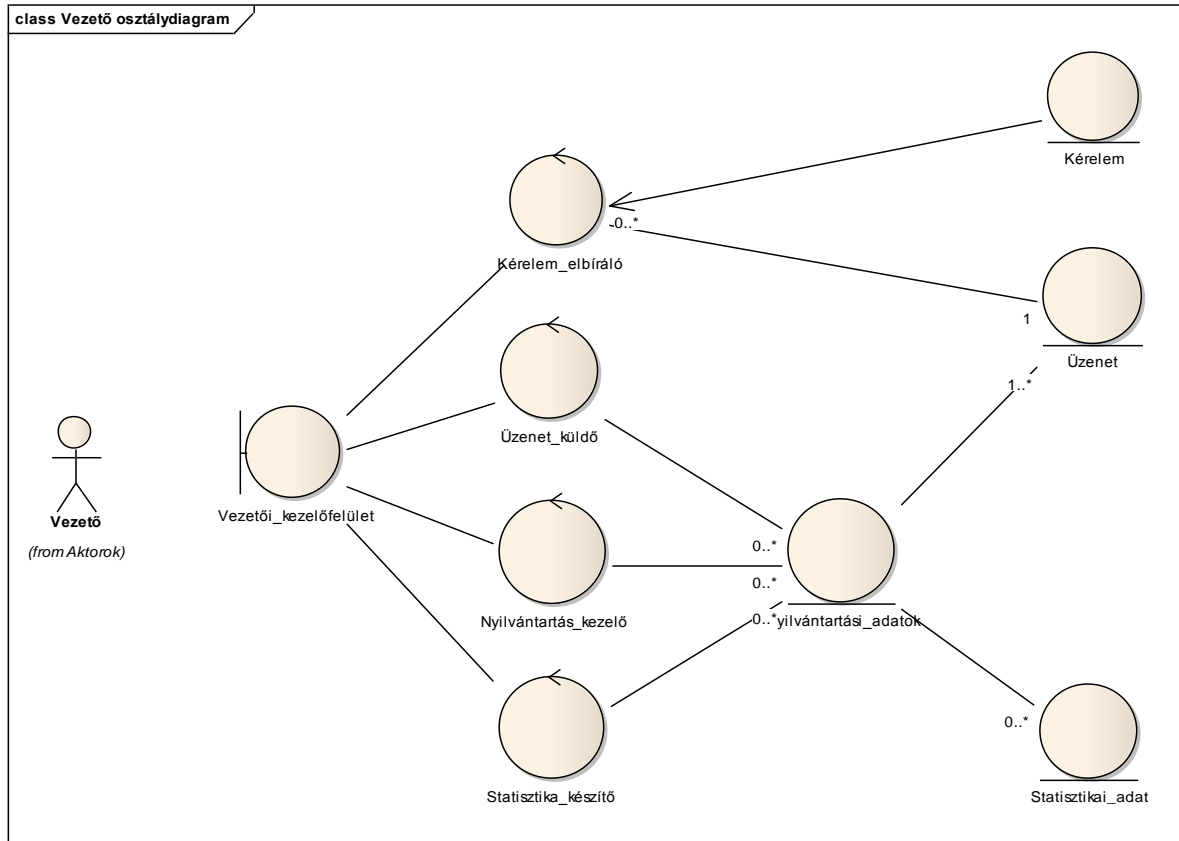 class Vezető osztálydiagram
Kérelem
0..*
Kérelem_elbíráló
1
Üzenet
1..*
Üzenet_küldő
Vezető
(from Aktorok)
Vezetői_kezelőfelület
0..*
0..*
Nyilvántartás_kezelő
0..*
yilvántartási_adatok
0..*
Statisztika_készítő
Statisztikai_adat